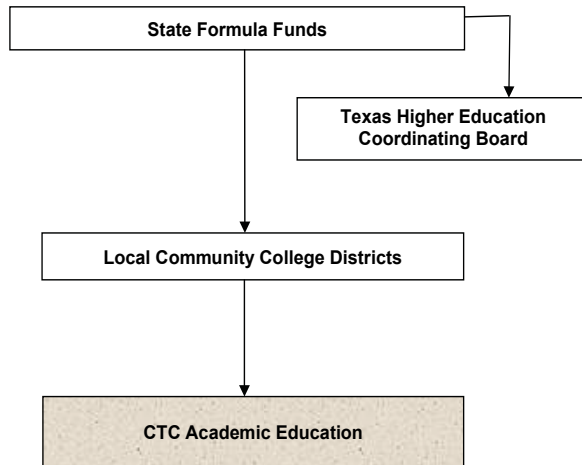 State Formula Funds
Texas Higher Education
Coordinating Board
Local Community College Districts
CTC Academic Education